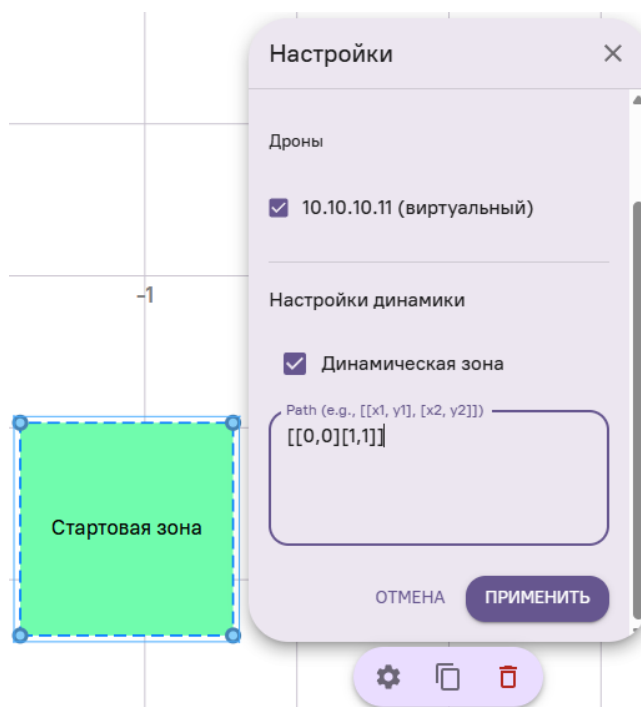 Настройки
Дроны
10.10.10.11 (виртуальный)
-1
Настройки динамики
Динамическая зона
Path (e.g., [[x1, y1], [x2, y2]])
[[0,0][1,1]]
Стартовая зона
ОТМЕНА
ПРИМЕНИТЬ